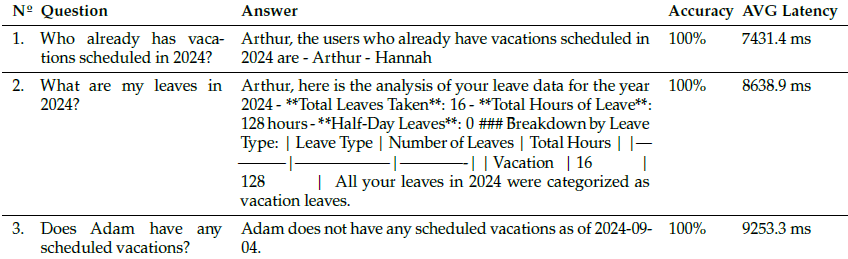 Nº Question Answer Accuracy AVG Latency
1. Who already has vaca- Arthur, the users who already have vacations scheduled in 100% 7431.4 ms
tions scheduled in 2024? 2024 are - Arthur - Hannah
2. What are my leaves in Arthur, here is the analysis of your leave data for the year 100% 8638.9 ms
2024? 2024 - **Total Leaves Taken**: 16 - **Total Hours of Leave**:
128 hours - **Half-Day Leaves**: 0 ### Breakdown by Leave
Type: | Leave Type | Number of Leaves | Total Hours | |—
———|——————|————-| | Vacation | 16 |
128 | All your leaves in 2024 were categorized as
vacation leaves.
3. Does Adam have any Adam does not have any scheduled vacations as of 2024-09- 100% 9253.3 ms
scheduled vacations? 04.